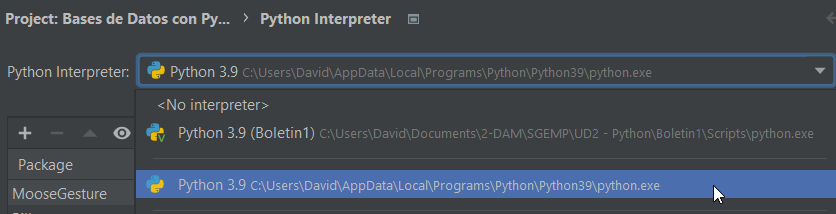 Project: Bases de Datos con Py... > Python Interpreter
Python Interpreter: Python 3.9 C:\Users\David\AppData\Local\Programs\Python\Python39\python.exe
<No interpreter>
Python 3.9 (Boletin1) C:\Users\David\Documents\2-DAM\SGEMP\UD2 - Python\Boletin1\Scripts\python.exe
Package
Python 3.9 C:\Users\David\AppData\Local\Programs\Python\Python39\python.exe
MooseGesture